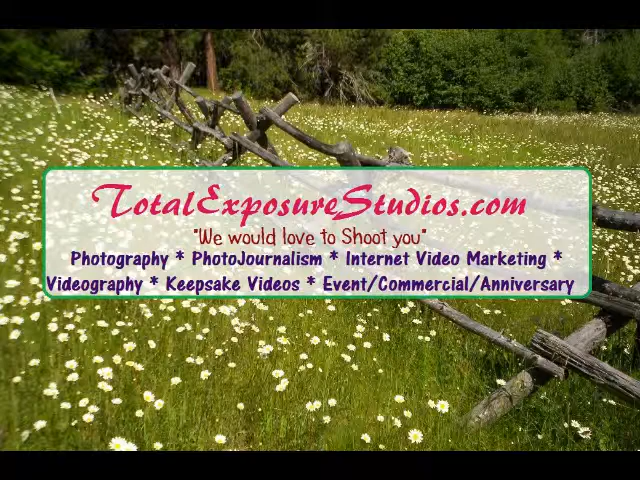 TotalExposureStudios.com
"We would love to Shoot you"
Photography * PhotoJournalism * Internet Video Marketing *
Videography * Keepsake Videos * Event/Commercial/Anniversary